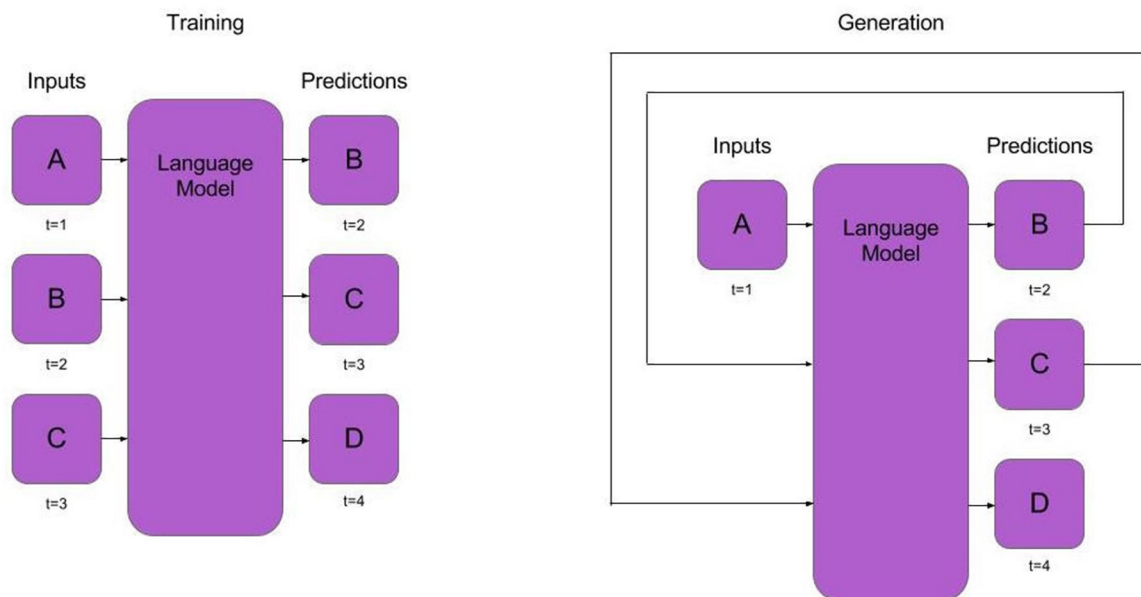 Training
Inputs
Predictions
A
Language
Model
B
t=1
t=2
B
C
t=2
t=3
C
D
t=3
t=4
Generation
Inputs
Predictions
A
Language
Model
B
t=1
t=2
C
t=3
D
t=4